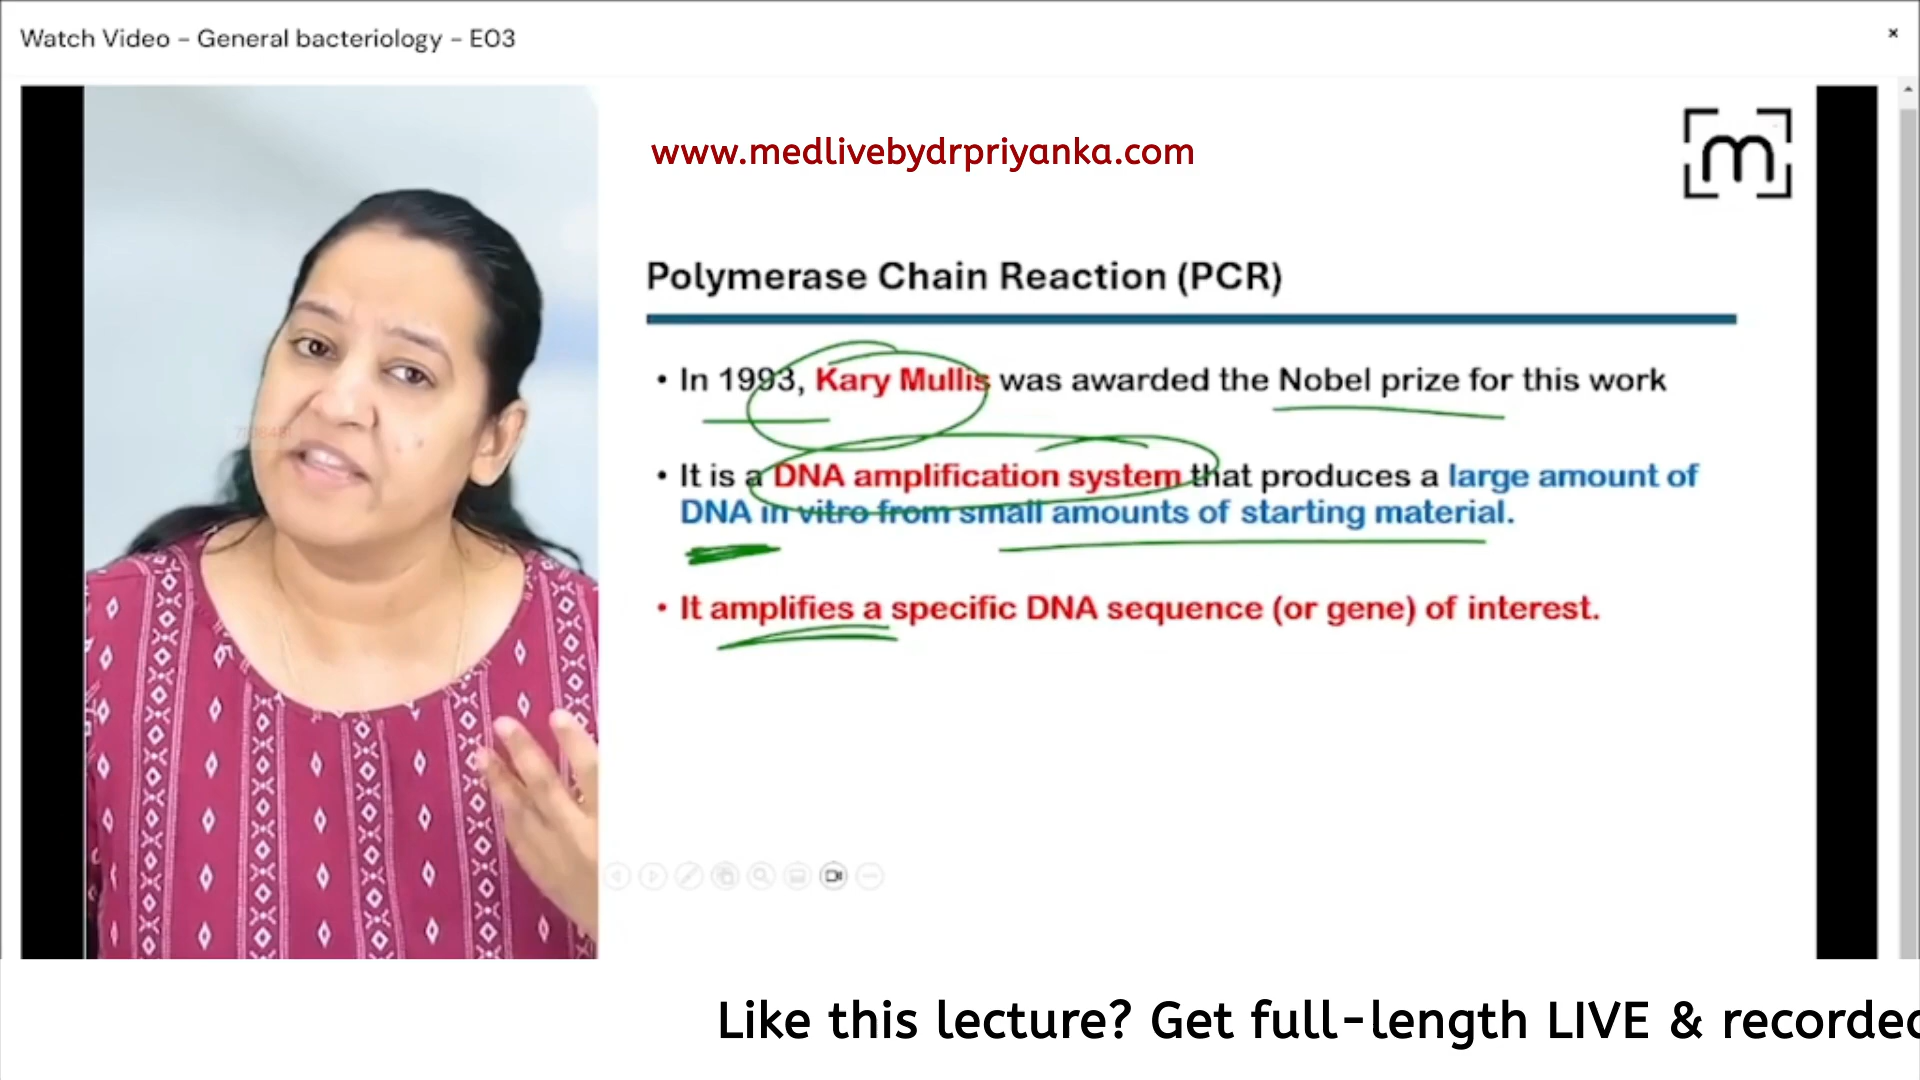 Watch Video – General bacteriology – E03
×
www.medlivebydrpriyanka.com
m
Polymerase Chain Reaction (PCR)
• In 1993, Kary Mullis was awarded the Nobel prize for this work
• It is a DNA amplification system that produces a large amount of
DNA in vitro from small amounts of starting material.
• It amplifies a specific DNA sequence (or gene) of interest.
Like this lecture? Get full-length LIVE & recorded